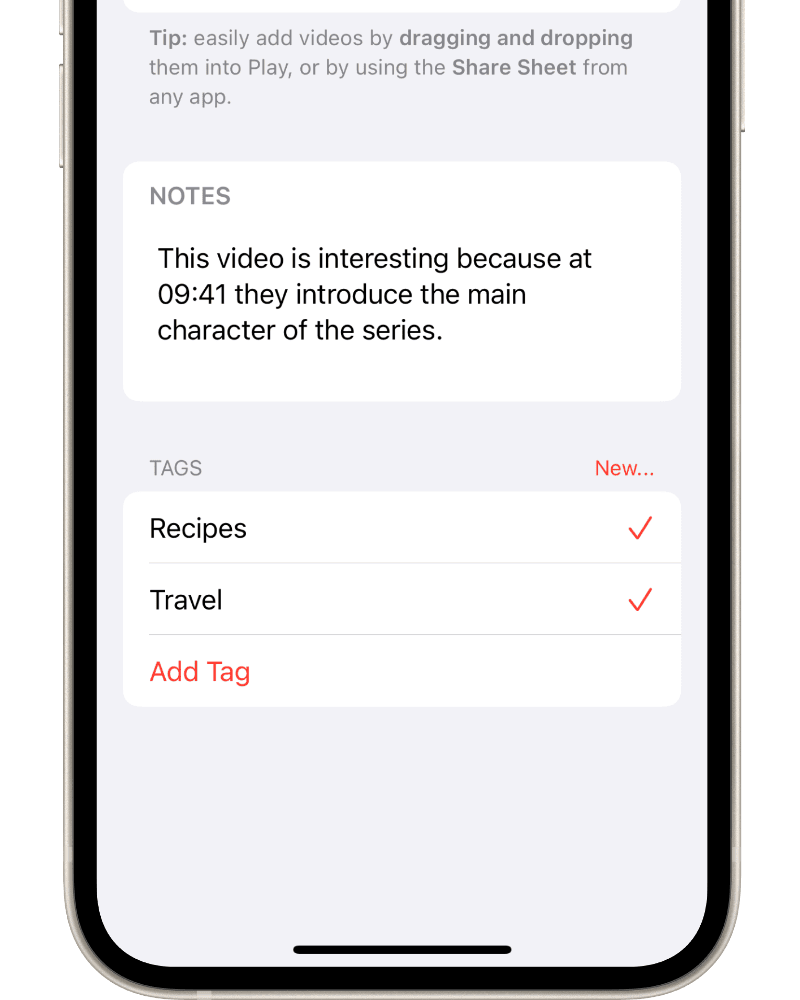 Tip: easily add videos by dragging and dropping
them into Play, or by using the Share Sheet from
any app.
NOTES
This video is interesting because at
09:41 they introduce the main
character of the series.
TAGS New...
Recipes
Travel
Add Tag